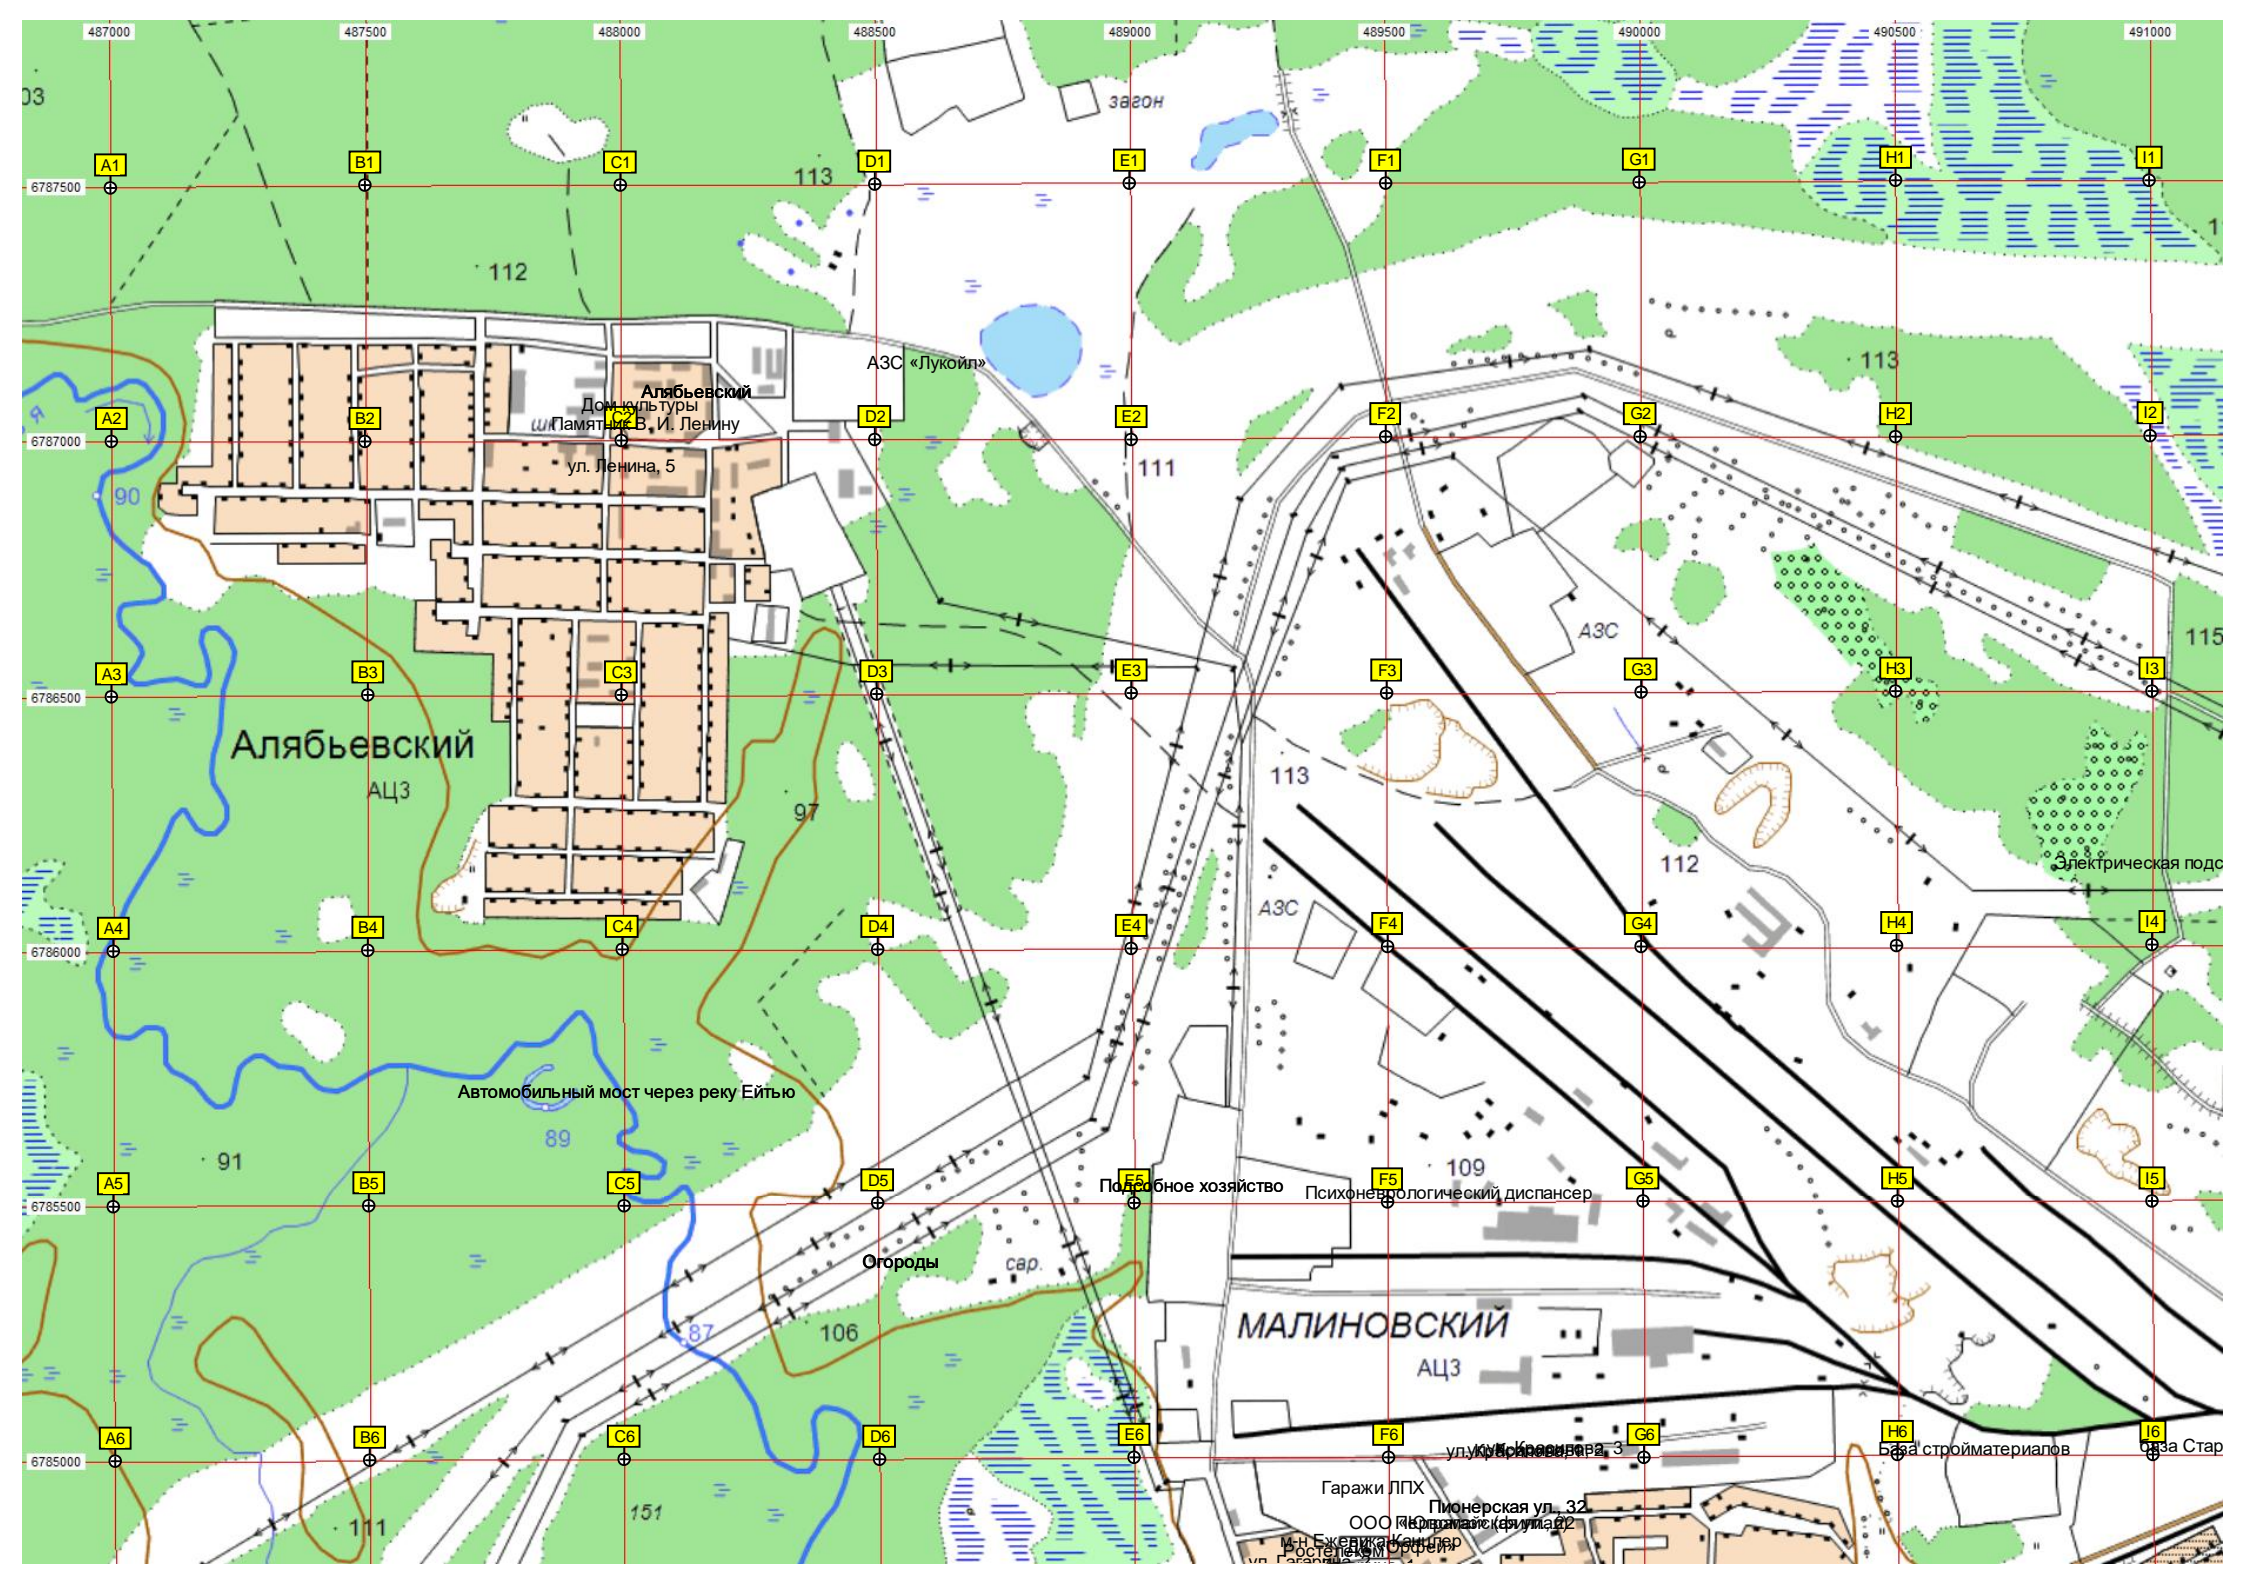 487000 487500 488000 488500 489000 489500 490000 490500 491000
03
загон
A1 B1 C1 D1 E1 F1 G1 H1 I1
113
6787500
112
113
АЗС «Лукойл»
Алябьевский
Дом культуры
A2 B2 C2 D2 E2 F2 G2 H2 I2
Памятник В. И. Ленину
6787000
ул. Ленина, 5
111
90
АЗС
115
A3 B3 C3 D3 E3 F3 G3 H3 I3
6786500
Алябьевский
113
АЦЗ
97
112
Электрическая подс
АЗС
A4 B4 C4 D4 E4 F4 G4 H4 I4
6786000
Автомобильный мост через реку Ейтью
89
91
109
A5 B5 C5 D5 E5 F5 G5 H5 I5
Подсобное хозяйство
Психоневрологический диспансер
6785500
Огороды
сар.
МАЛИНОВСКИЙ
87
106
АЦЗ
A6 B6 C6 D6 E6 F6 G6 H6 I6
База стройматериалов
база Стар
6785000
Гаражи ЛПХ
Пионерская ул., 32
151
111